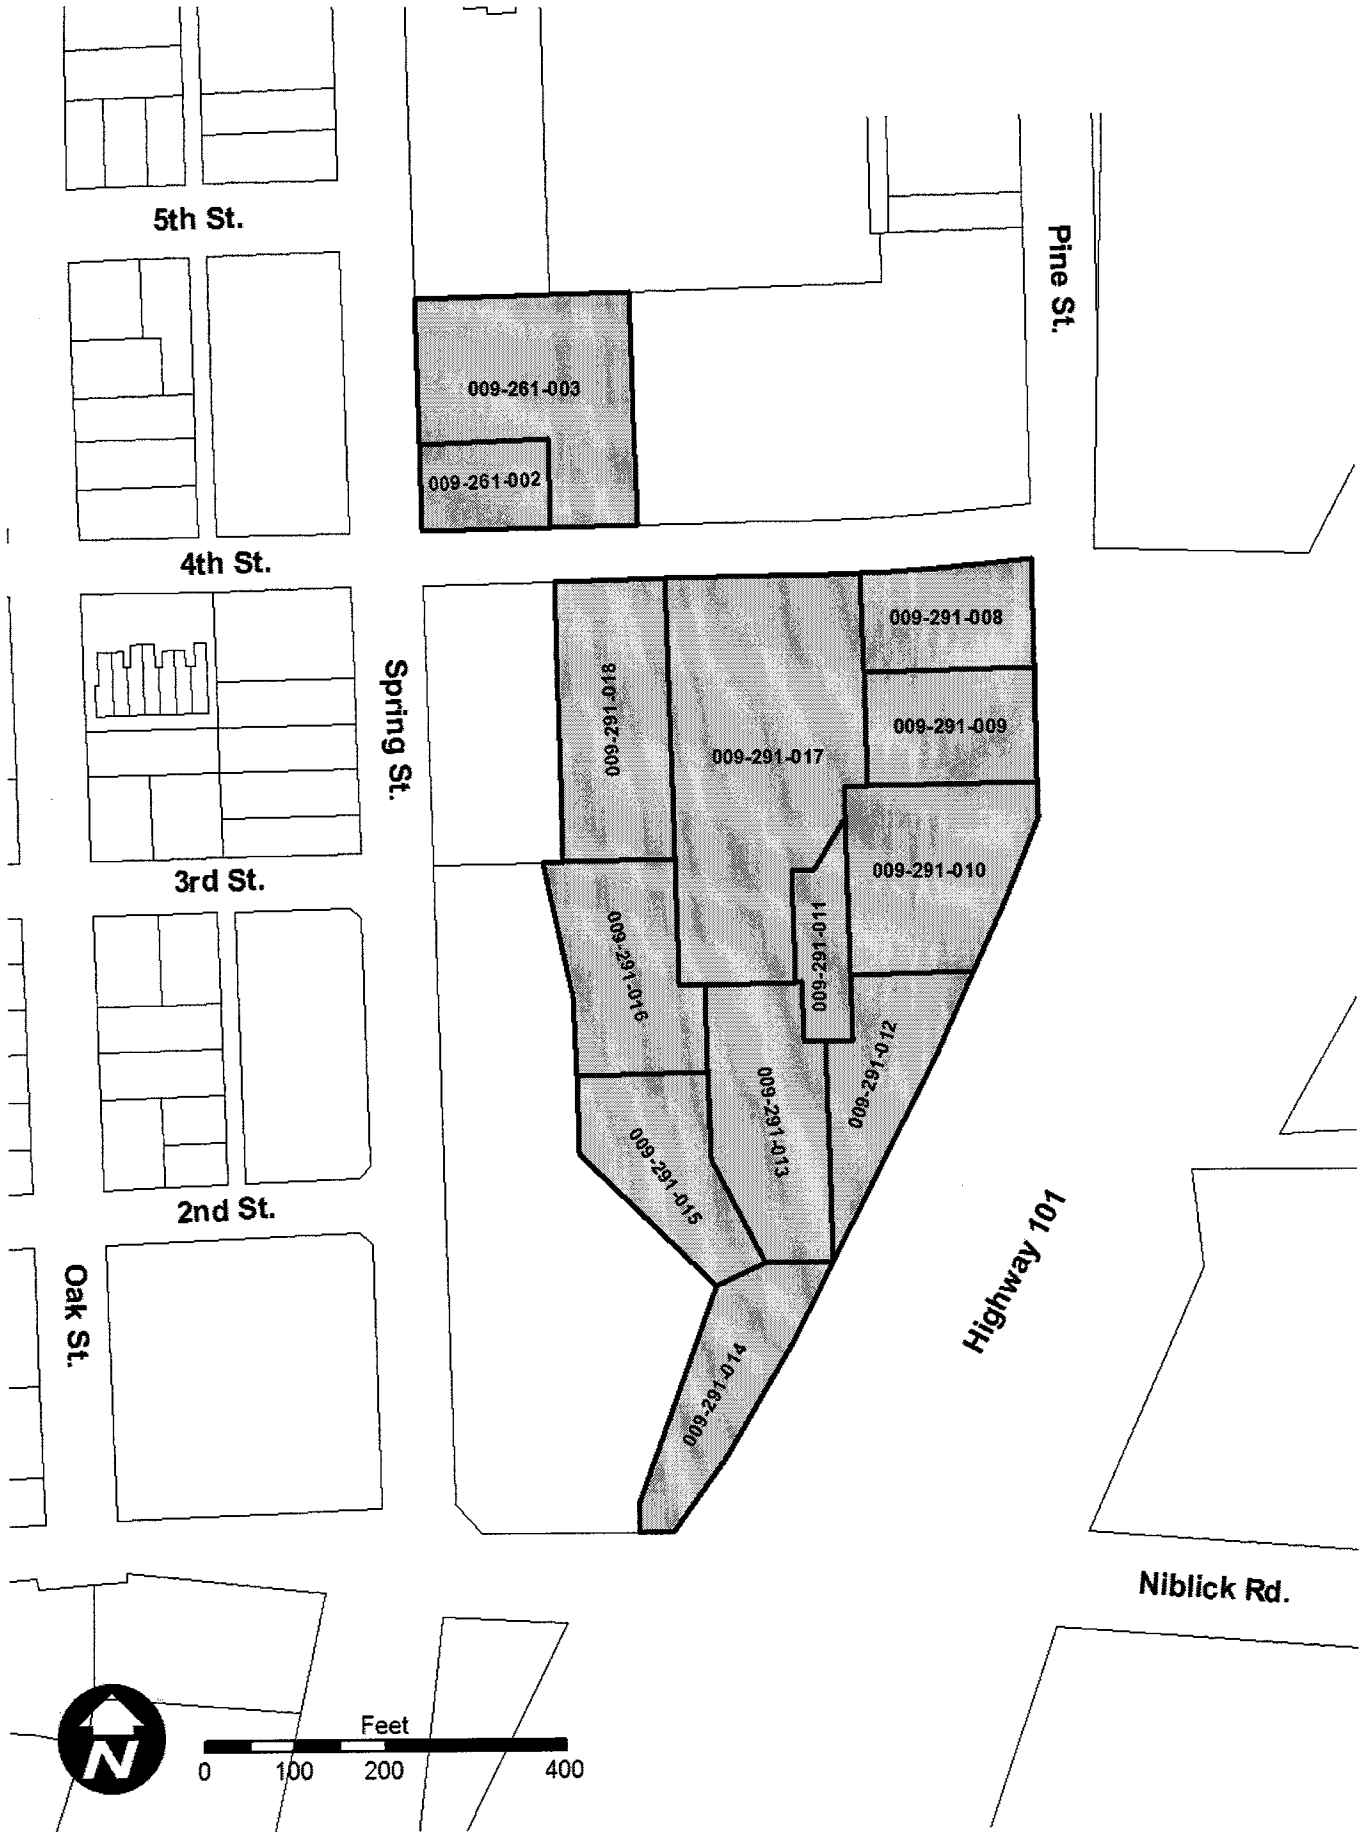 5th St.
Pine St.
009-261-003
009-261-002
4th St.
009-291-008
009-291-018
Spring St.
009-291-009
009-291-017
009-291-010
3rd St.
009-291-016
009-291-011
009-291-012
009-291-013
009-291-015
2nd St.
Highway 101
Oak St.
009-291-014
Niblick Rd.
N
Feet
0 100 200 400